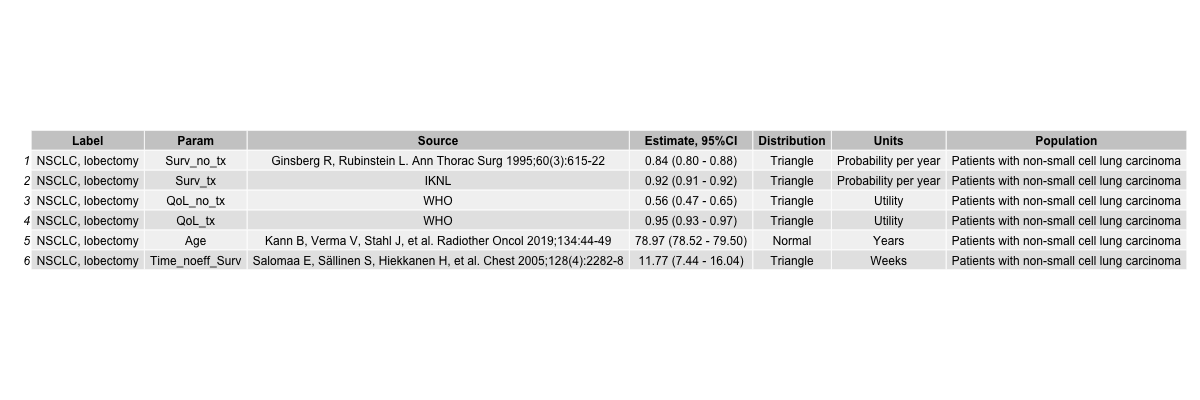 Label Param Source Estimate, 95%CI Distribution Units Population
1 NSCLC, lobectomy Surv_no_tx Ginsberg R, Rubinstein L. Ann Thorac Surg 1995;60(3):615-22 0.84 (0.80 - 0.88) Triangle Probability per year Patients with non-small cell lung carcinoma
2 NSCLC, lobectomy Surv_tx IKNL 0.92 (0.91 - 0.92) Triangle Probability per year Patients with non-small cell lung carcinoma
3 NSCLC, lobectomy QoL_no_tx WHO 0.56 (0.47 - 0.65) Triangle Utility Patients with non-small cell lung carcinoma
4 NSCLC, lobectomy QoL_tx WHO 0.95 (0.93 - 0.97) Triangle Utility Patients with non-small cell lung carcinoma
5 NSCLC, lobectomy Age Kann B, Verma V, Stahl J, et al. Radiother Oncol 2019;134:44-49 78.97 (78.52 - 79.50) Normal Years Patients with non-small cell lung carcinoma
6 NSCLC, lobectomy Time_noeff_Surv Salomaa E, Sällinen S, Hiekkanen H, et al. Chest 2005;128(4):2282-8 11.77 (7.44 - 16.04) Triangle Weeks Patients with non-small cell lung carcinoma